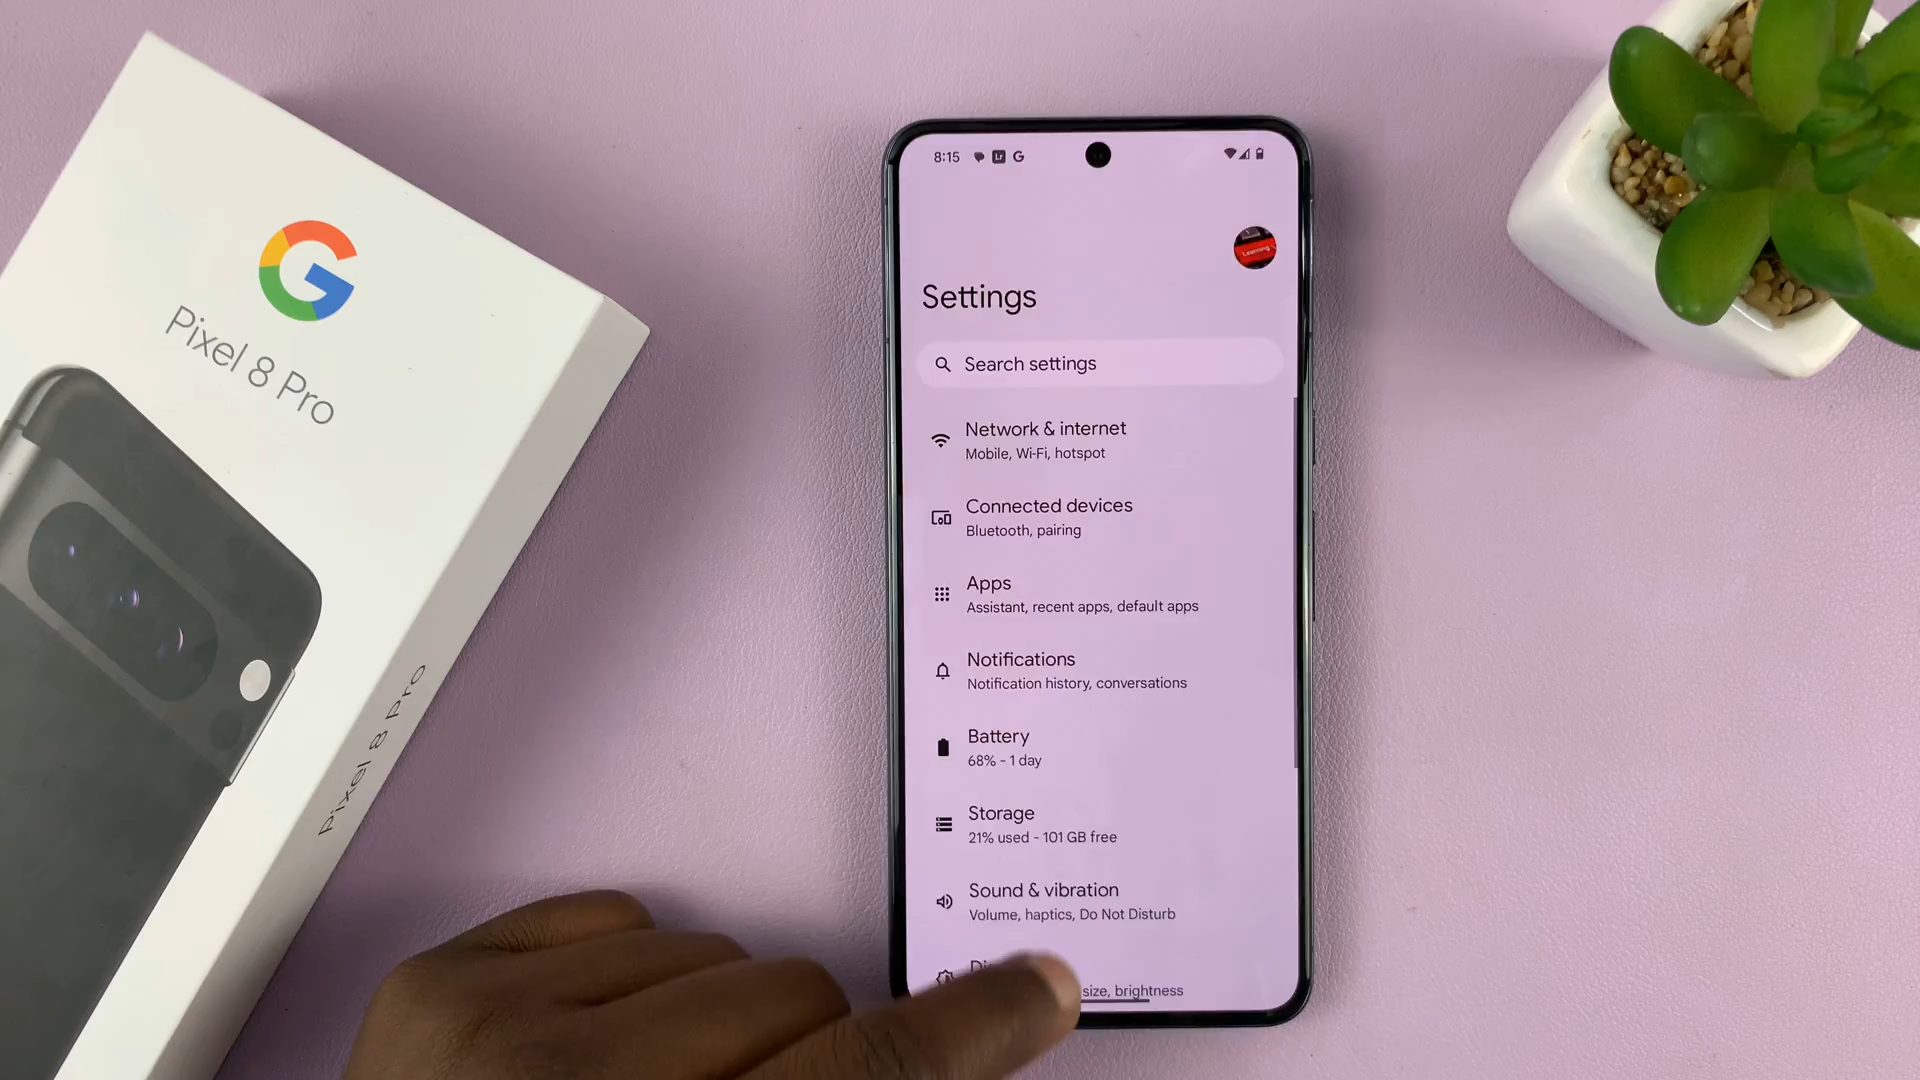 Pixel 8 Pro
Pixel 8 Pro
8:15
Learning
Settings
Search settings
Network & internet
Mobile, Wi-Fi, hotspot
Connected devices
Bluetooth, pairing
Apps
Assistant, recent apps, default apps
Notifications
Notification history, conversations
Battery
68% - 1 day
Storage
21% used - 101 GB free
Sound & vibration
Volume, haptics, Do Not Disturb
size, brightness